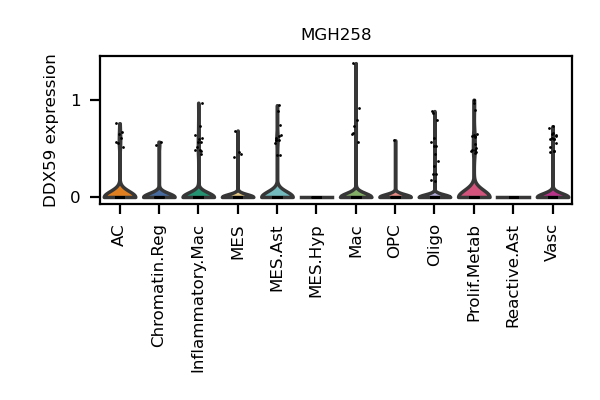 MGH258
DDX59 expression
1
0
AC
Chromatin.Reg
Inflammatory.Mac
MES
MES.Ast
MES.Hyp
Mac
OPC
Oligo
Prolif.Metab
Reactive.Ast
Vasc